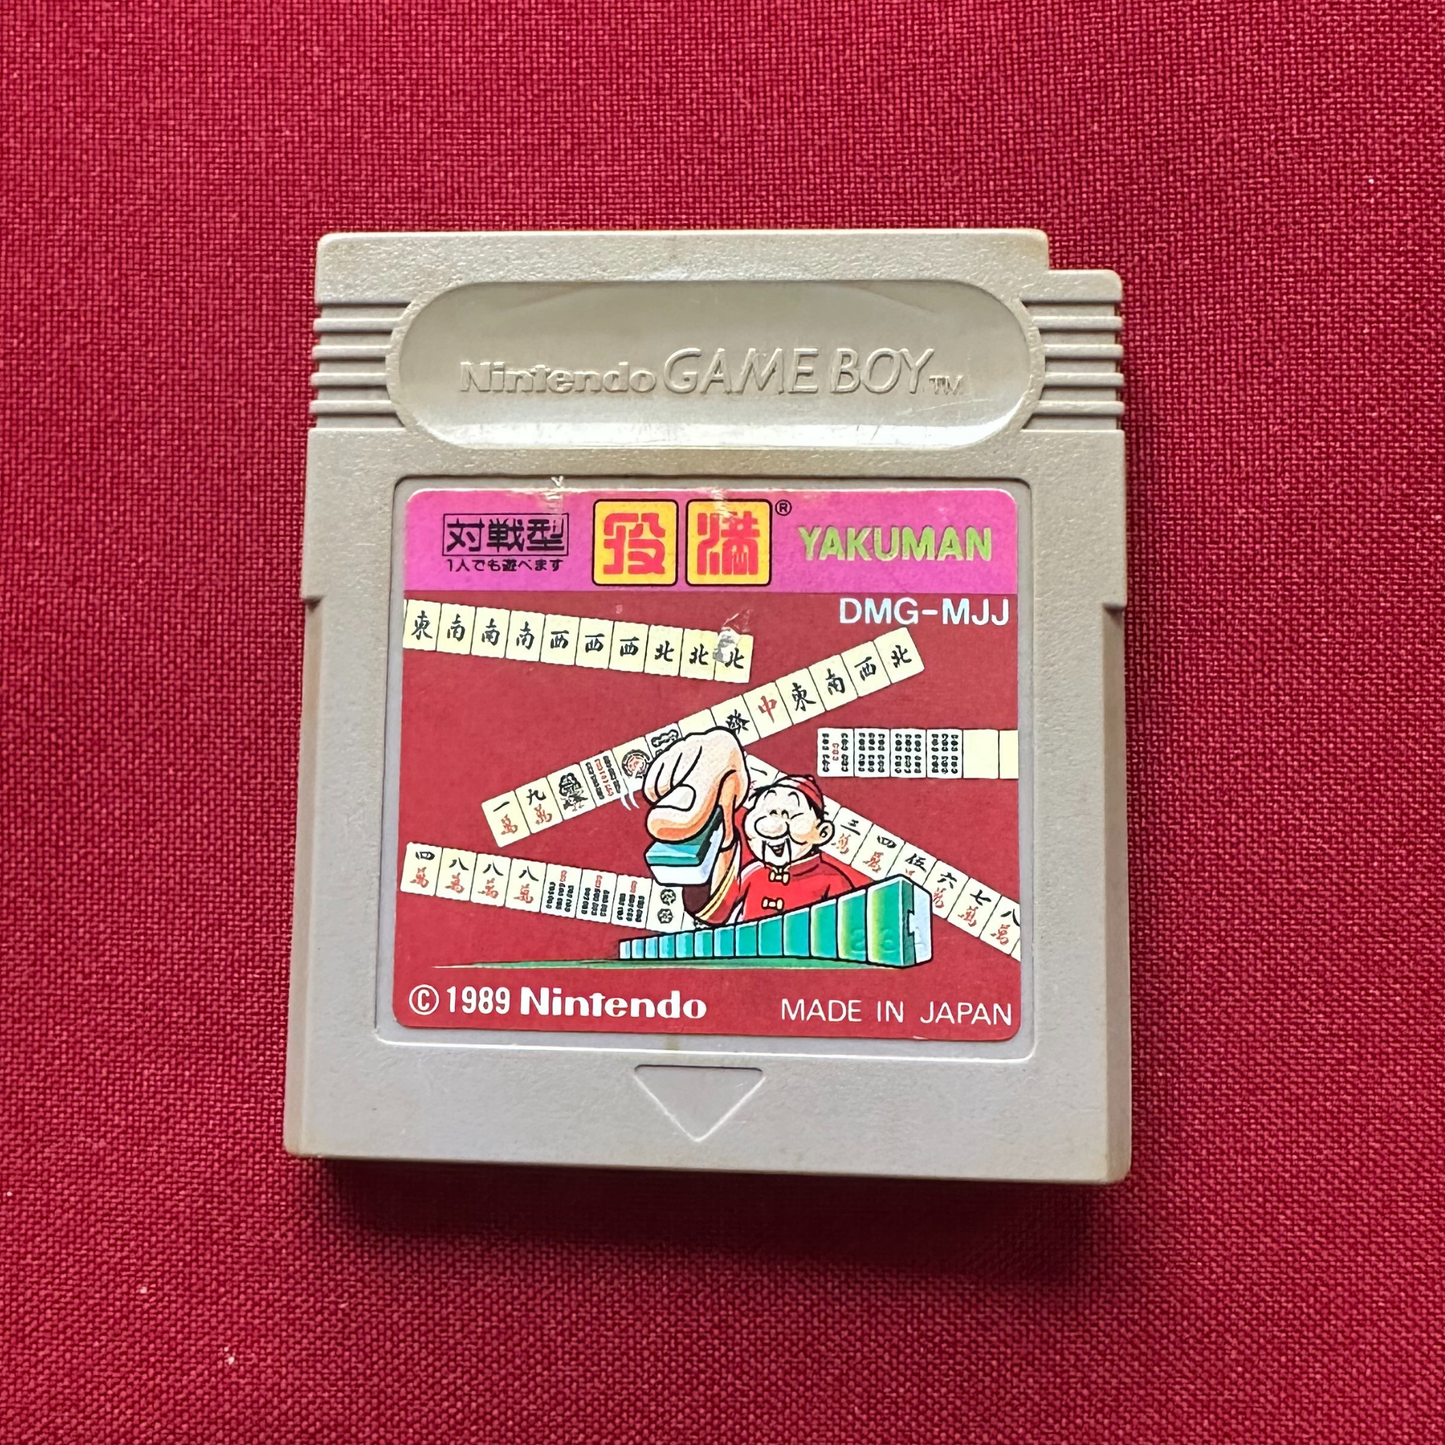 Nintendo GAME BOY TM
対戦型
1人でも遊べます
役満® YAKUMAN
DMG-MJJ
東南南南西西西北北北
中東南西北
一萬九萬
四萬八萬八萬八萬
三萬四萬伍萬六萬七萬八萬
© 1989 Nintendo MADE IN JAPAN